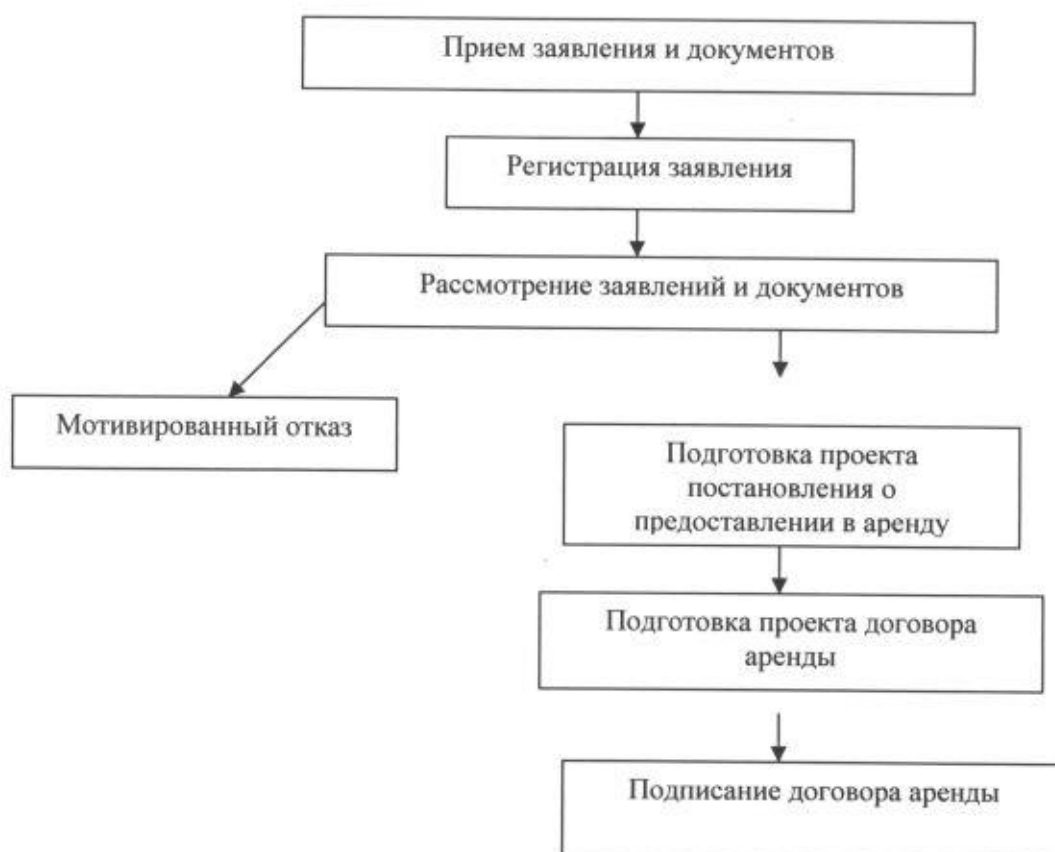 Прием заявления и документов
Регистрация заявления
Рассмотрение заявлений и документов
Мотивированный отказ
Подготовка проекта
постановления о
предоставлении в аренду
Подготовка проекта договора
аренды
Подписание договора аренды